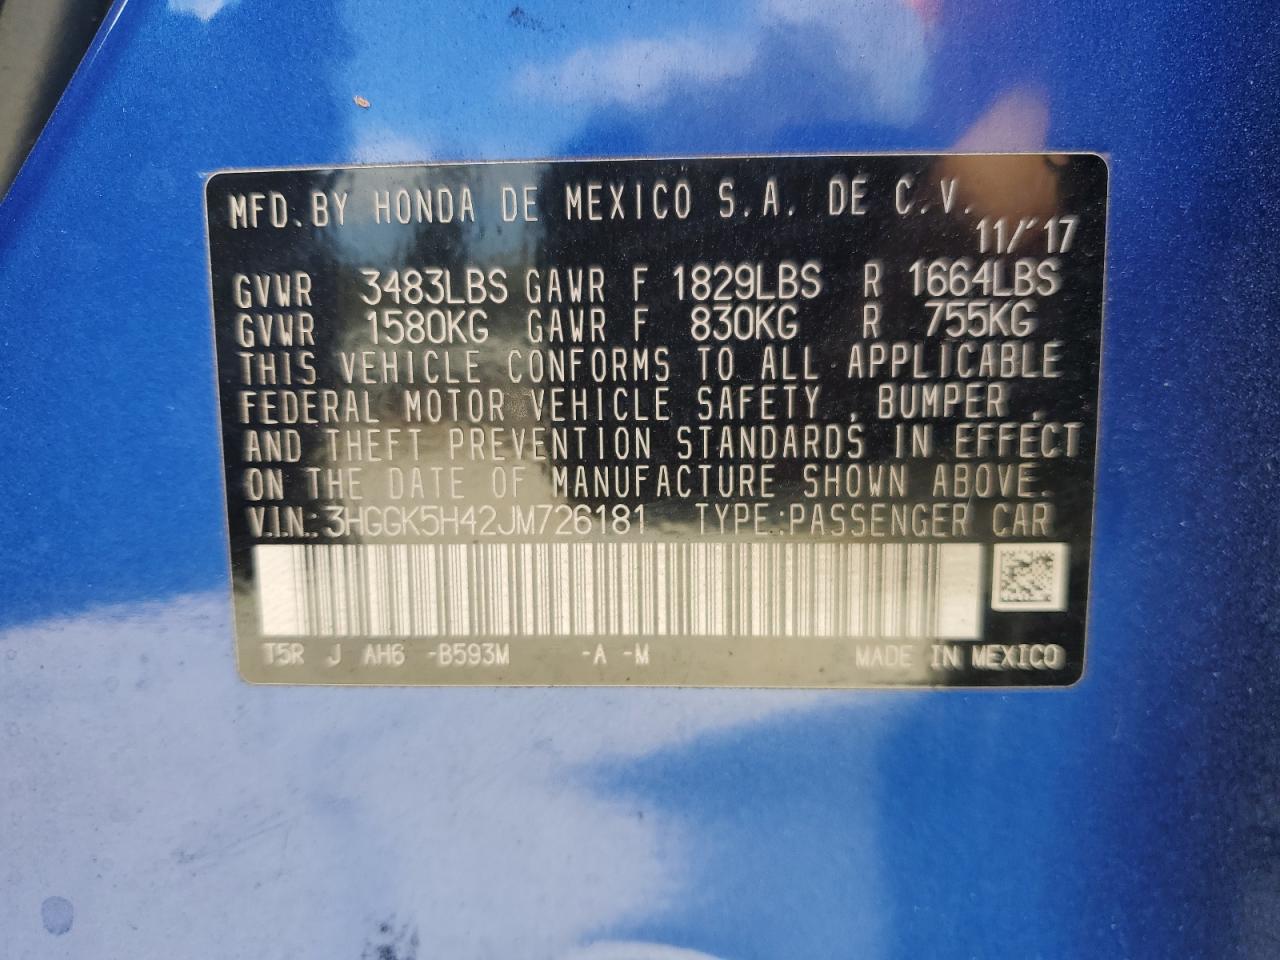 MFD. BY HONDA DE MEXICO S.A. DE C.V.
11/17
GVWR 3483LBS GAWR F 1829LBS R 1664LBS
GVWR 1580KG GAWR F 830KG R 755KG
THIS VEHICLE CONFORMS TO ALL APPLICABLE
FEDERAL MOTOR VEHICLE SAFETY , BUMPER ,
AND THEFT PREVENTION STANDARDS IN EFFECT
ON THE DATE OF MANUFACTURE SHOWN ABOVE.
V.I.N.: 3HGGK5H42JM726181 TYPE:PASSENGER CAR
T5R J AH6 -B593M -A -M MADE IN MEXICO